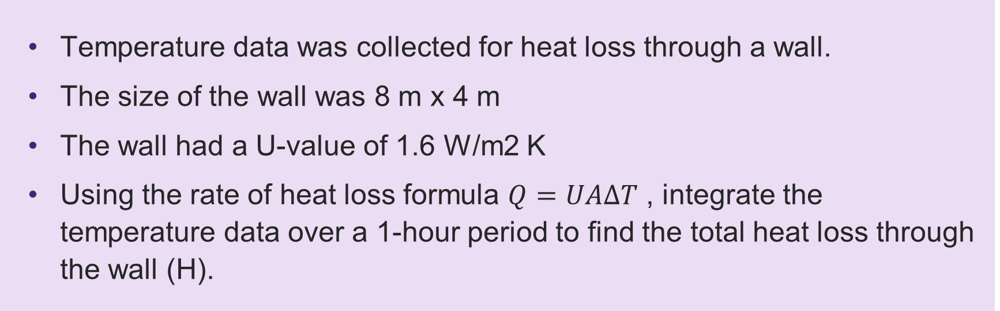 • Temperature data was collected for heat loss through a wall.
• The size of the wall was 8 m x 4 m
• The wall had a U-value of 1.6 W/m2 K
• Using the rate of heat loss formula Q = UAΔT , integrate the
temperature data over a 1-hour period to find the total heat loss through
the wall (H).